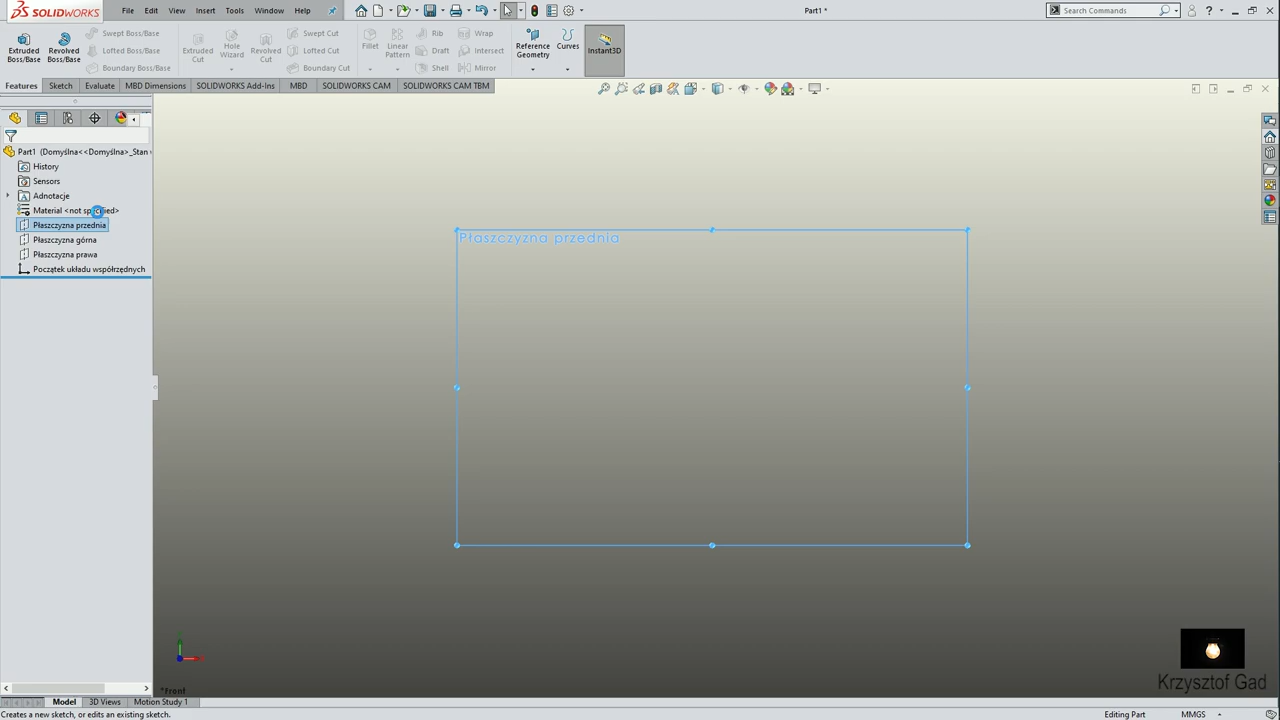 SOLIDWORKS File Edit View Insert Tools Window Help Part1 * Search Commands
Extruded Boss/Base Revolved Boss/Base Swept Boss/Base Lofted Boss/Base Boundary Boss/Base Extruded Cut Hole Wizard Revolved Cut Swept Cut Lofted Cut Boundary Cut Fillet Linear Pattern Rib Draft Shell Wrap Intersect Mirror Reference Geometry Curves Instant3D
Features Sketch Evaluate MBD Dimensions SOLIDWORKS Add-Ins MBD SOLIDWORKS CAM SOLIDWORKS CAM TBM
Part1 (Domyślna<<Domyślna>_Stan
History
Sensors
Adnotacje
Material <not specified>
Płaszczyzna przednia
Płaszczyzna górna
Płaszczyzna prawa
Początek układu współrzędnych
Płaszczyzna przednia
*Front
Krzysztof Gad
Model 3D Views Motion Study 1
Creates a new sketch, or edits an existing sketch. Editing Part MMGS